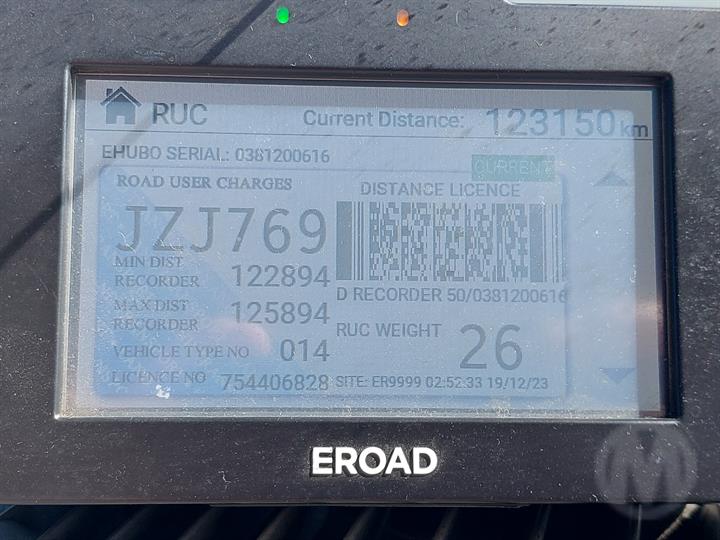 RUC Current Distance: 123150 km
EHUBO SERIAL: 0381200616
CURRENT
ROAD USER CHARGES
DISTANCE LICENCE
JZJ769
MIN DIST
RECORDER 122894
D RECORDER 50/0381200616
MAX DIST
RECORDER 125894
RUC WEIGHT 26
VEHICLE TYPE NO 014
LICENCE NO 754406828
SITE: ER9999 02:52:33 19/12/23
EROAD
M